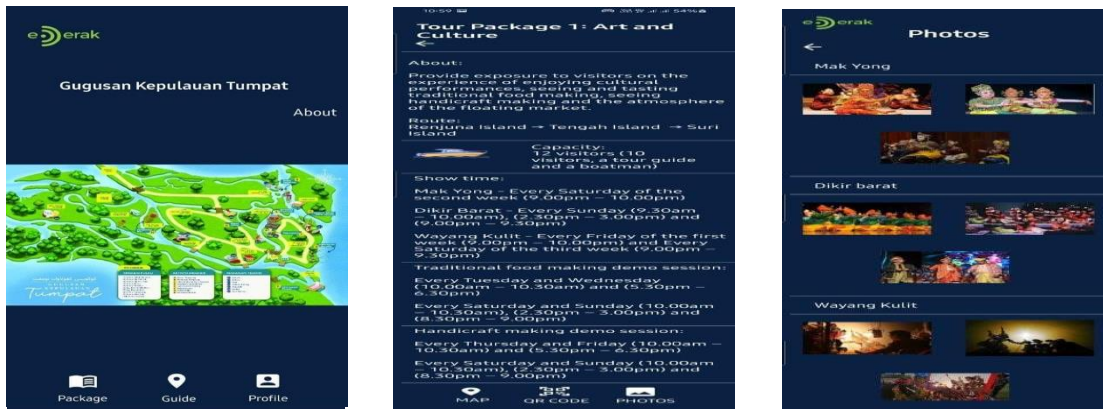 e-Derak
Gugusan Kepulauan Tumpat
About
Tumpat
Package
Guide
Profile
10:59
54%
Tour Package 1: Art and
Culture
About:
Provide exposure to visitors on the
experience of enjoying cultural
performances, seeing and tasting
traditional food making, seeing
handicraft making and the atmosphere
of the floating market.
Route:
Renjuna Island → Tengah Island → Suri
Island
Capacity:
12 visitors (10
visitors, a tour guide
and a boatman)
Show time:
Mak Yong – Every Saturday of the
second week (9.00pm – 10.00pm)
Dikir Barat – Every Sunday (9.30am
– 10.00am), (2.30pm – 3.00pm) and
(9.00pm – 9.30pm)
Wayang Kulit – Every Friday of the first
week (9.00pm – 10.00pm) and Every
Saturday of the third week (9.00pm –
9.30pm)
Traditional food making demo session:
Every Tuesday and Wednesday
(10.00am – 10.30am) and (5.30pm –
6.30pm)
Every Saturday and Sunday (10.00am
– 10.30am), (2.30pm – 3.00pm) and
(8.30pm – 9.00pm)
Handicraft making demo session:
Every Thursday and Friday (10.00am –
10.30am) and (5.30pm – 6.30pm)
Every Saturday and Sunday (10.00am
– 10.30am), (2.30pm – 3.00pm) and
(8.30pm – 9.00pm)
MAP
QR CODE
PHOTOS
e-Derak
Photos
Mak Yong
Dikir barat
Wayang Kulit